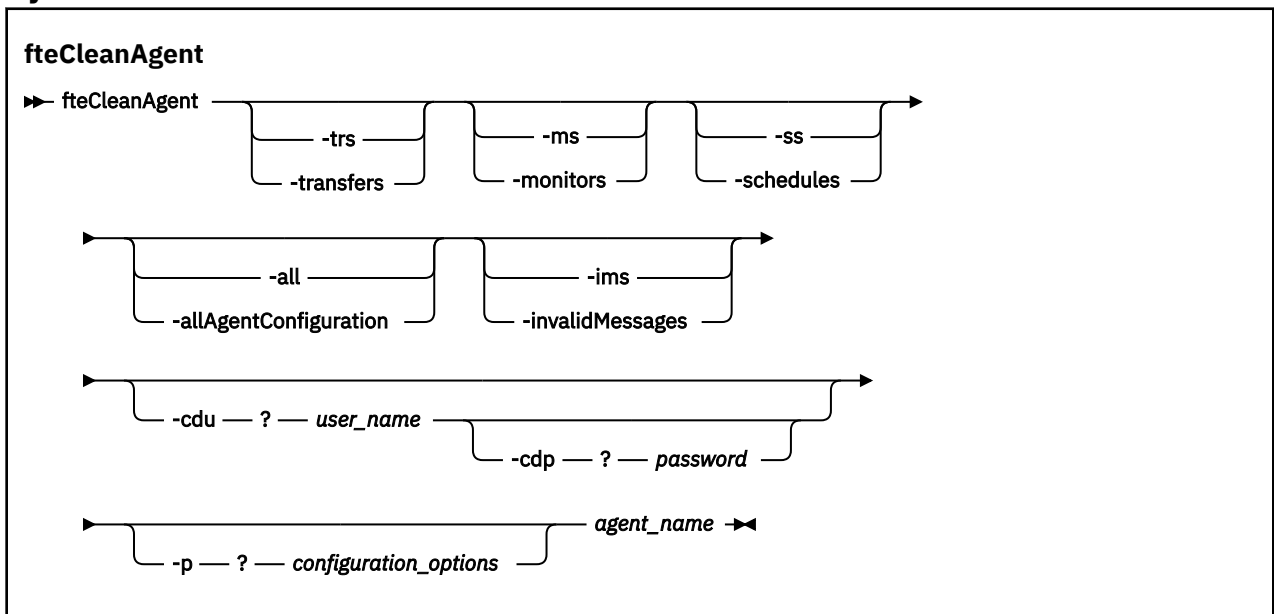 fteCleanAgent
fteCleanAgent
-trs -ms -ss
-transfers -monitors -schedules
-all -ims
-allAgentConfiguration -invalidMessages
-cdu ? user_name
-cdp ? password
agent_name
-p ? configuration_options